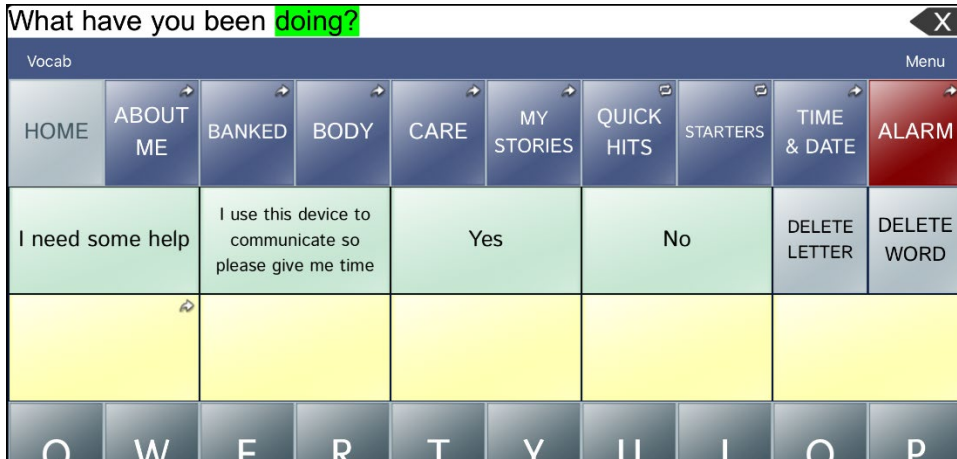 What have you been doing?
X
Vocab Menu
HOME ABOUT ME BANKED BODY CARE MY STORIES QUICK HITS STARTERS TIME & DATE ALARM
I need some help I use this device to communicate so please give me time Yes No DELETE LETTER DELETE WORD
Q W E R T Y U I O P